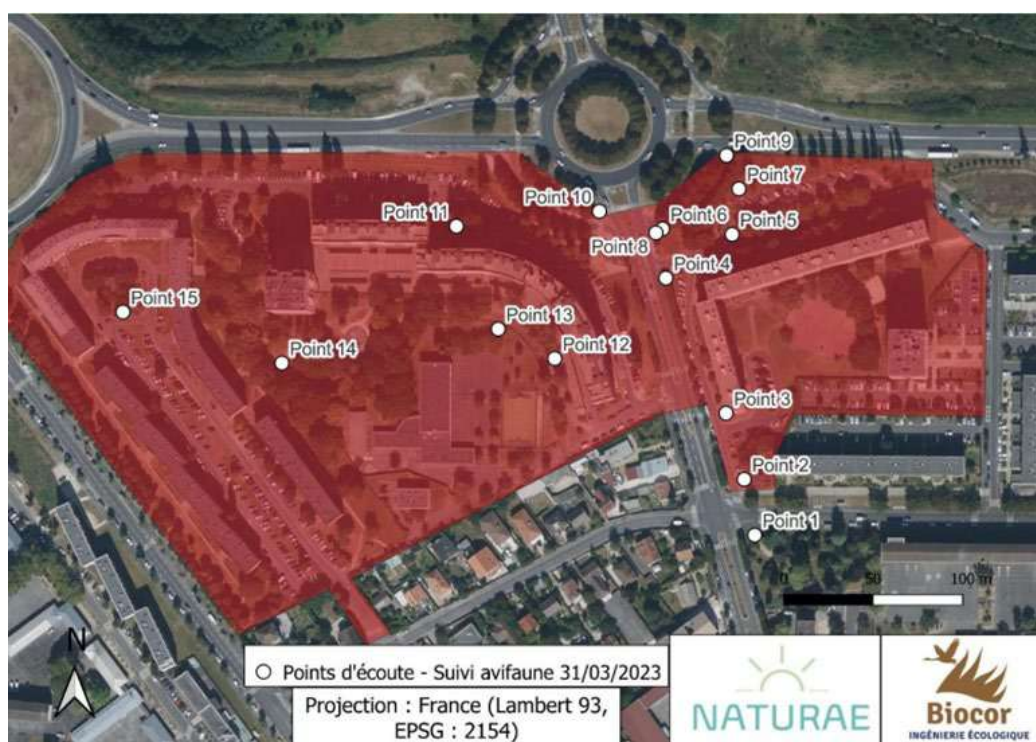 Point 9
Point 7
Point 10
Point 6
Point 11
Point 5
Point 8
Point 4
Point 15
Point 13
Point 12
Point 14
Point 3
Point 2
Point 1
0 50 100 m
N
Points d'écoute - Suivi avifaune 31/03/2023
Projection : France (Lambert 93,
EPSG : 2154)
NATURAE
Biocor
INGÉNIERIE ÉCOLOGIQUE